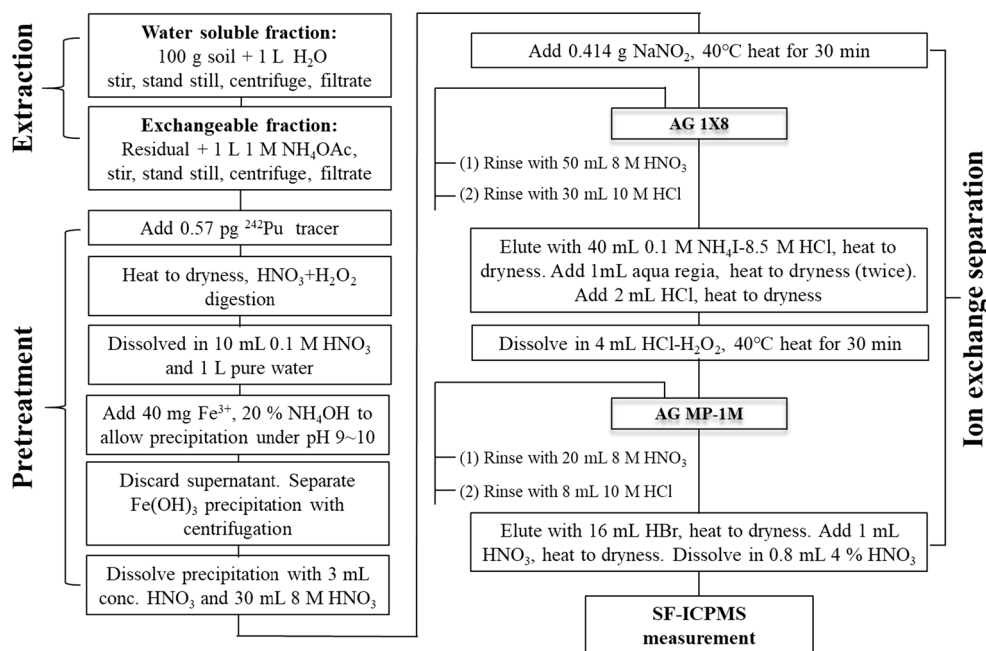 Extraction
Water soluble fraction:
100 g soil + 1 L H₂O
stir, stand still, centrifuge, filtrate
Exchangeable fraction:
Residual + 1 L 1 M NH₄OAc,
stir, stand still, centrifuge, filtrate
Pretreatment
Add 0.57 pg ²⁴²Pu tracer
Heat to dryness, HNO₃+H₂O₂
digestion
Dissolved in 10 mL 0.1 M HNO₃
and 1 L pure water
Add 40 mg Fe³⁺, 20 % NH₄OH to
allow precipitation under pH 9~10
Discard supernatant. Separate
Fe(OH)₃ precipitation with
centrifugation
Dissolve precipitation with 3 mL
conc. HNO₃ and 30 mL 8 M HNO₃
Ion exchange separation
Add 0.414 g NaNO₂, 40°C heat for 30 min
AG 1X8
(1) Rinse with 50 mL 8 M HNO₃
(2) Rinse with 30 mL 10 M HCl
Elute with 40 mL 0.1 M NH₄I-8.5 M HCl, heat to
dryness. Add 1mL aqua regia, heat to dryness (twice).
Add 2 mL HCl, heat to dryness
Dissolve in 4 mL HCl-H₂O₂, 40°C heat for 30 min
AG MP-1M
(1) Rinse with 20 mL 8 M HNO₃
(2) Rinse with 8 mL 10 M HCl
Elute with 16 mL HBr, heat to dryness. Add 1 mL
HNO₃, heat to dryness. Dissolve in 0.8 mL 4 % HNO₃
SF-ICPMS
measurement